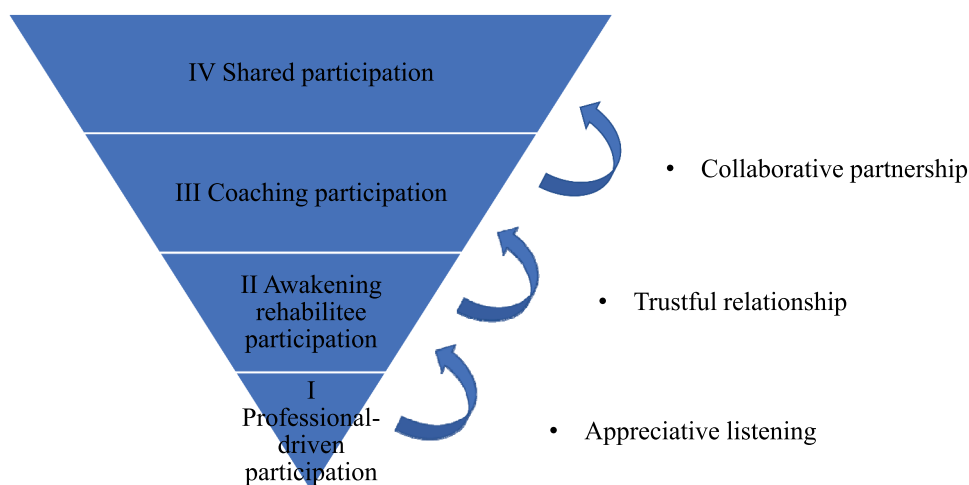 IV Shared participation
III Coaching participation
• Collaborative partnership
II Awakening
rehabilitee
participation
• Trustful relationship
I
Professional-
driven
participation
• Appreciative listening